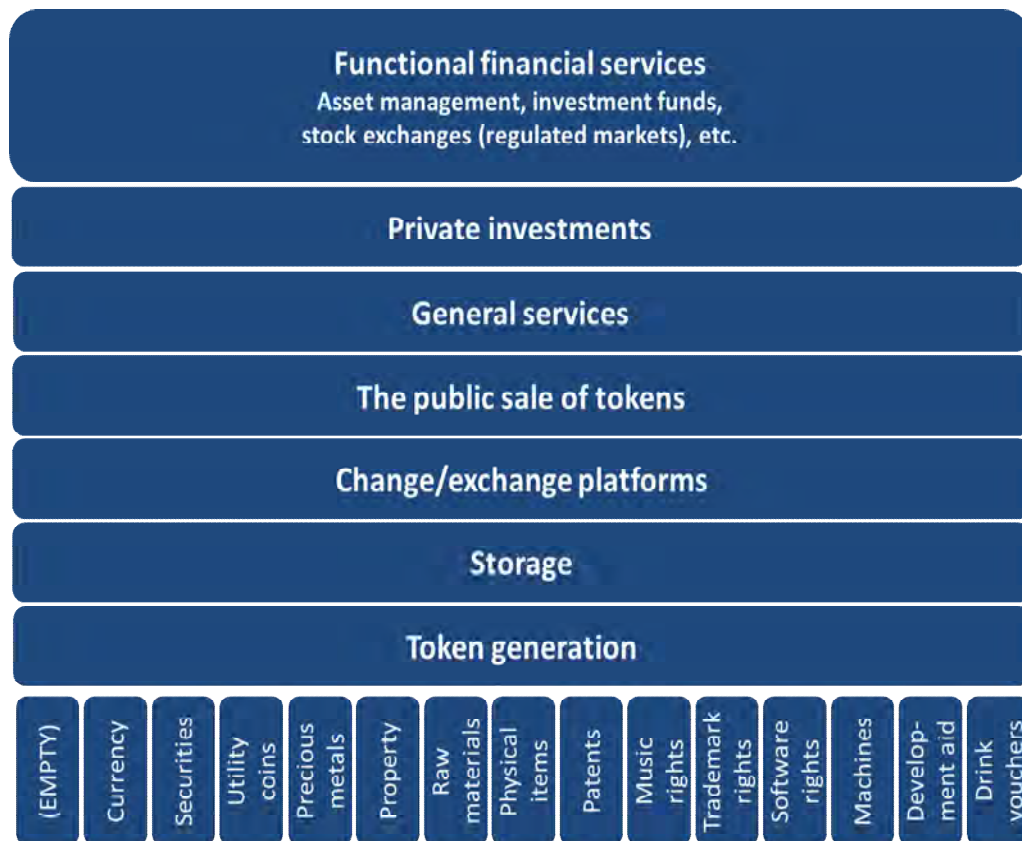 Functional financial services
Asset management, investment funds,
stock exchanges (regulated markets), etc.
Private investments
General services
The public sale of tokens
Change/exchange platforms
Storage
Token generation
(EMPTY)
Currency
Securities
Utility
coins
Precious
metals
Property
Raw
materials
Physical
items
Patents
Music
rights
Trademark
rights
Software
rights
Machines
Develop-
ment aid
Drink
vouchers